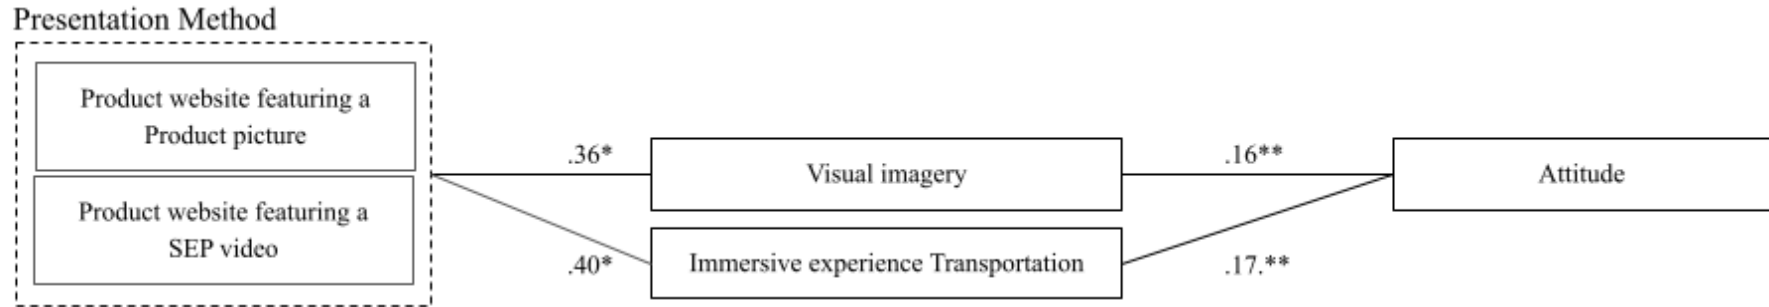 Presentation Method
Product website featuring a
Product picture
Product website featuring a
SEP video
.36*
.40*
Visual imagery
Immersive experience Transportation
.16**
.17.**
Attitude